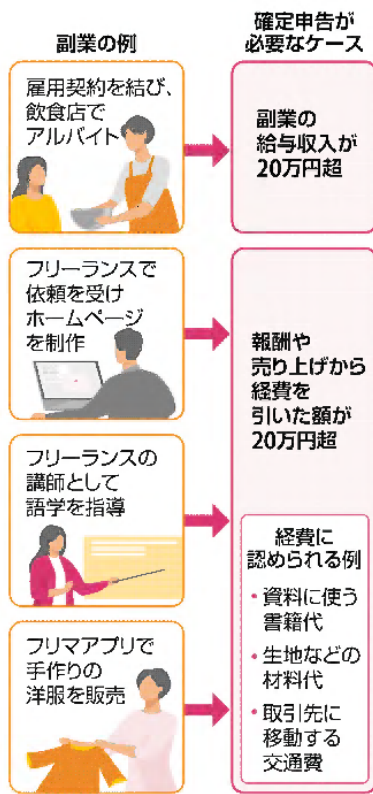 副業の例
確定申告が
必要なケース
雇用契約を結び、
飲食店で
アルバイト
副業の
給与収入が
20万円超
フリーランスで
依頼を受け
ホームページ
を制作
フリーランスの
講師として
語学を指導
フリマアプリで
手作りの
洋服を販売
報酬や
売り上げから
経費を
引いた額が
20万円超
経費に
認められる例
・資料に使う
書籍代
・生地などの
材料代
・取引先に
移動する
交通費